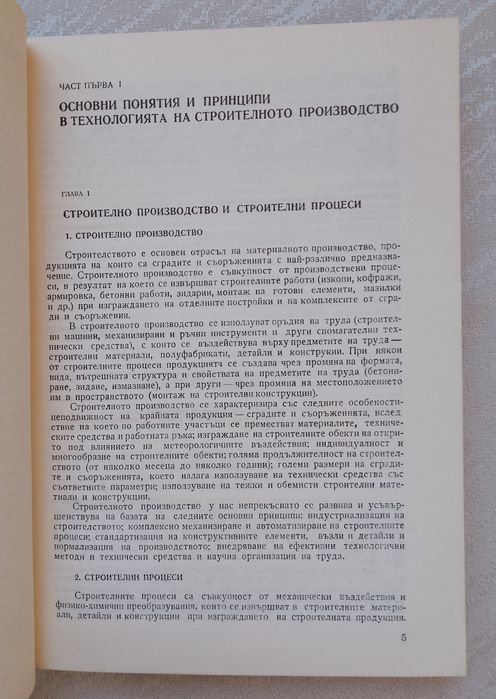 ЧАСТ ПЪРВА I
ОСНОВНИ ПОНЯТИЯ И ПРИНЦИПИ
В ТЕХНОЛОГИЯТА НА СТРОИТЕЛНОТО ПРОИЗВОДСТВО
ГЛАВА 1
СТРОИТЕЛНО ПРОИЗВОДСТВО И СТРОИТЕЛНИ ПРОЦЕСИ
1. СТРОИТЕЛНО ПРОИЗВОДСТВО
Строителството е основен отрасъл на материалното производство, про-
дукцията на които са сградите и съоръженията с най-различно предназна-
чение. Строителното производство е съвкупност от производствени проце-
си, в резултат на което се извършват строителните работи (изкопи, кофражи,
армировка, бетонни работи, зидарии, монтаж на готови елементи, мазилки
и др.) при изграждането на отделните постройки и на комплексите от сгра-
ди и съоръжения.
В строителното производство се използуват оръдия на труда (строител-
ни машини, механизирани и ръчни инструменти и други спомагателни тех-
нически средства), с които се въздействува върху предметите на труда —
строителни материали, полуфабрикати, детайли и конструкции. При някои
от строителните процеси продукцията се създава чрез промяна на формата,
вида, вътрешната структура и свойствата на предметите на труда (бетони-
ране, зидане, измазване), а при други — чрез промяна на местоположението
им в пространството (монтаж на строителни конструкции).
Строителното производство се характеризира със следните особености-
неподвижност на крайната продукция — сградите и съоръженията, вслед
ствие на което по работните участъци се преместват материалите, техниче-
ските средства и работната ръка; изграждане на строителните обекти на откри-
то под влиянието на метеорологичните въздействия; индивидуалност и
многообразие на строителните обекти; голяма продължителност на строител-
ството (от няколко месеца до няколко години); големи размери на сгради-
те и съоръженията, което налага използуване на технически средства със
съответните параметри; използуване на тежки и обемисти строителни ма-
териали и конструкции.
Строителното производство у нас непрекъснато се развива и усъвър-
шенствува на базата на следните основни принципи: индустриализация на
строителството; комплексно механизиране и автоматизиране на строителните
процеси; стандартизация на конструктивните елементи, възли и детайли и
нормализация на производството; внедряване на ефективни технологични
методи и технически средства и научна организация на труда.
2. СТРОИТЕЛНИ ПРОЦЕСИ
Строителните процеси са съвкупност от механически въздействия и
физико-химични преобразувания, които се извършват в строителните матери-
али, детайли и конструкции при изграждането на строителната продукция.
5